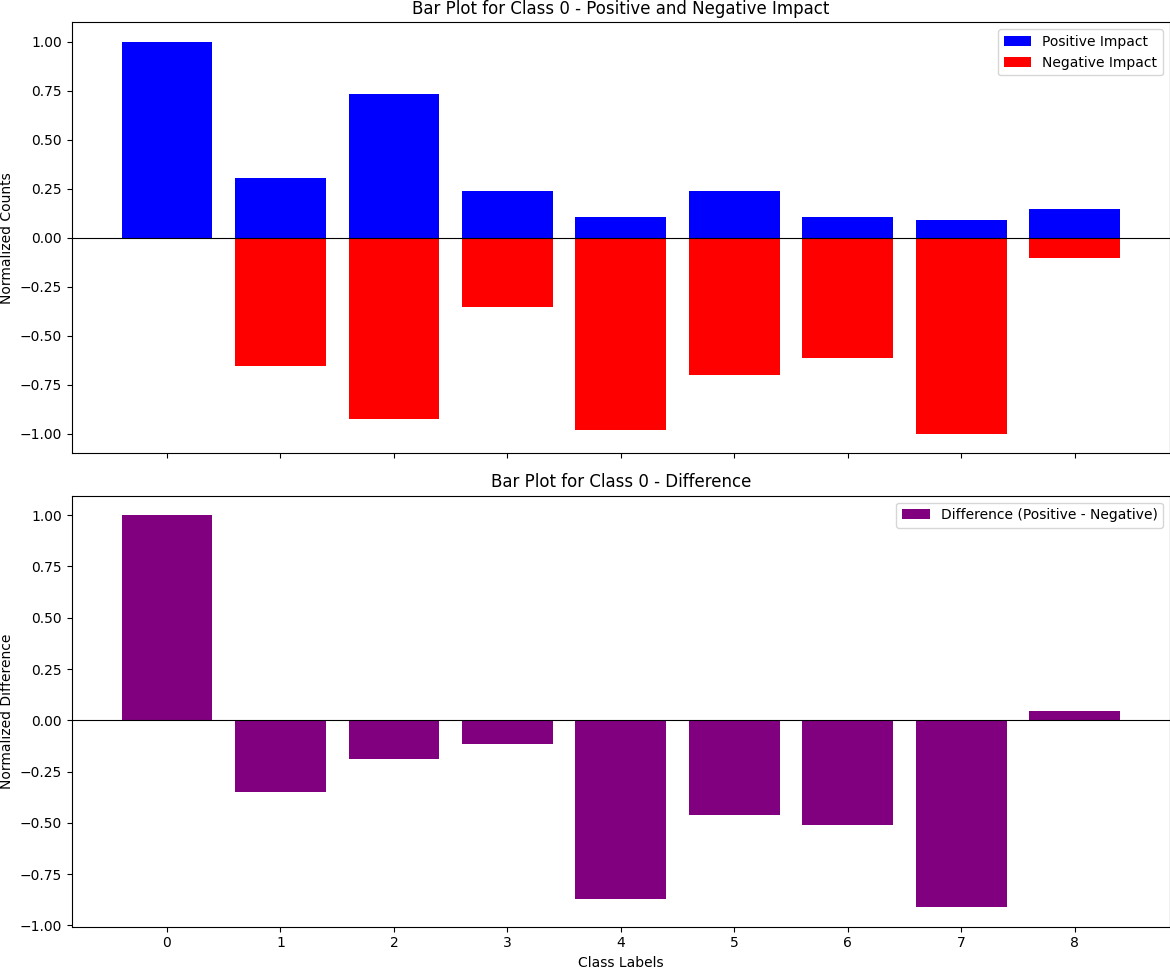 Bar Plot for Class 0 - Positive and Negative Impact
Positive Impact
Negative Impact
Normalized Counts
1.00
0.75
0.50
0.25
0.00
−0.25
−0.50
−0.75
−1.00
Bar Plot for Class 0 - Difference
Difference (Positive - Negative)
Normalized Difference
1.00
0.75
0.50
0.25
0.00
−0.25
−0.50
−0.75
−1.00
0 1 2 3 4 5 6 7 8
Class Labels